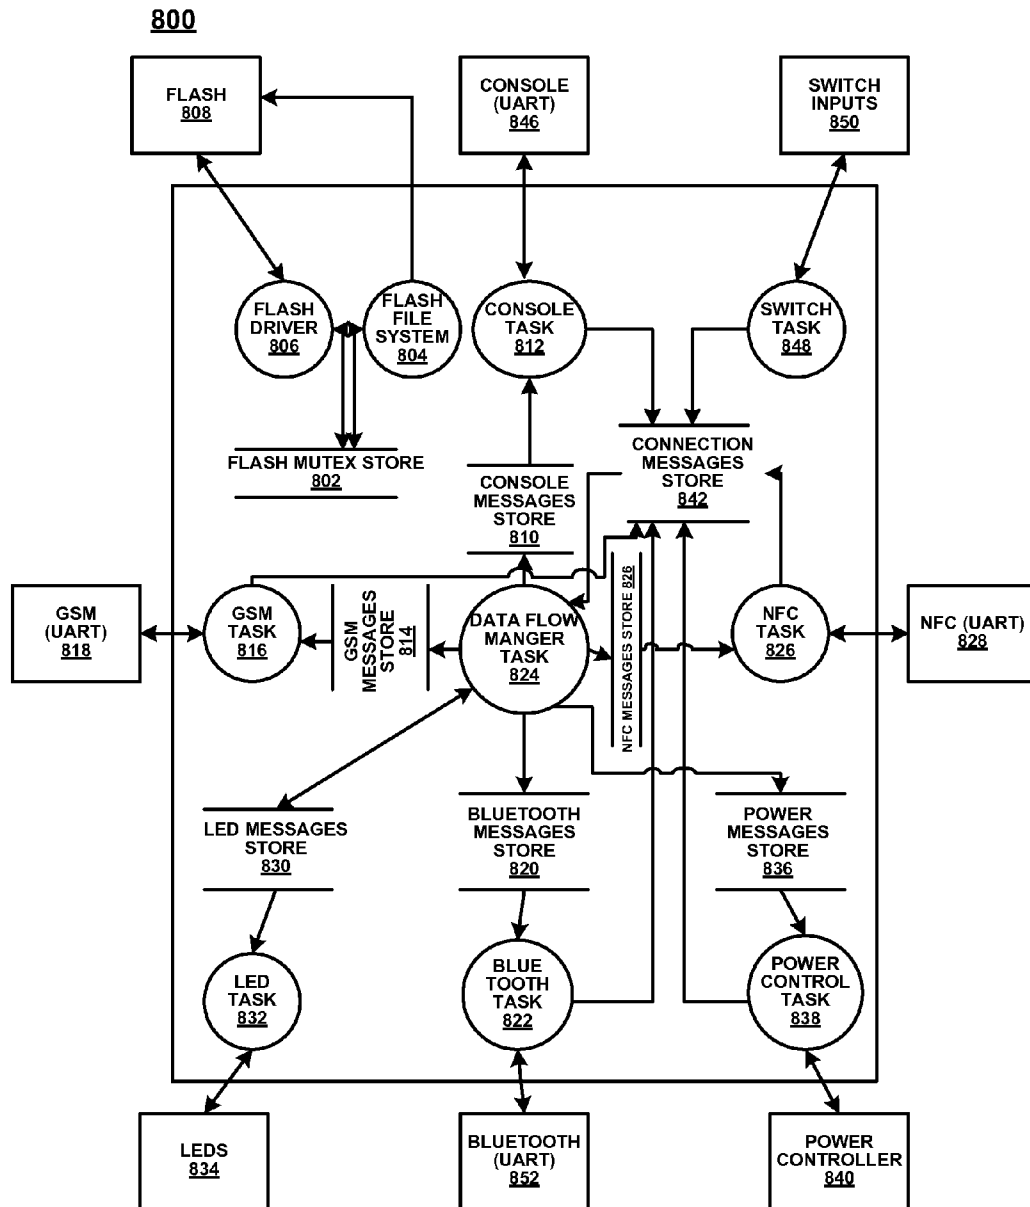 800
FLASH
808
CONSOLE
(UART)
846
SWITCH
INPUTS
850
FLASH
DRIVER
806
FLASH
FILE
SYSTEM
804
CONSOLE
TASK
812
SWITCH
TASK
848
FLASH MUTEX STORE
802
CONSOLE
MESSAGES
STORE
810
CONNECTION
MESSAGES
STORE
842
GSM
(UART)
818
GSM
TASK
816
GSM
MESSAGES
STORE
814
DATA FLOW
MANGER
TASK
824
NFC MESSAGES STORE 826
NFC
TASK
826
NFC (UART)
828
LED MESSAGES
STORE
830
BLUETOOTH
MESSAGES
STORE
820
POWER
MESSAGES
STORE
836
LED
TASK
832
BLUE
TOOTH
TASK
822
POWER
CONTROL
TASK
838
LEDS
834
BLUETOOTH
(UART)
852
POWER
CONTROLLER
840